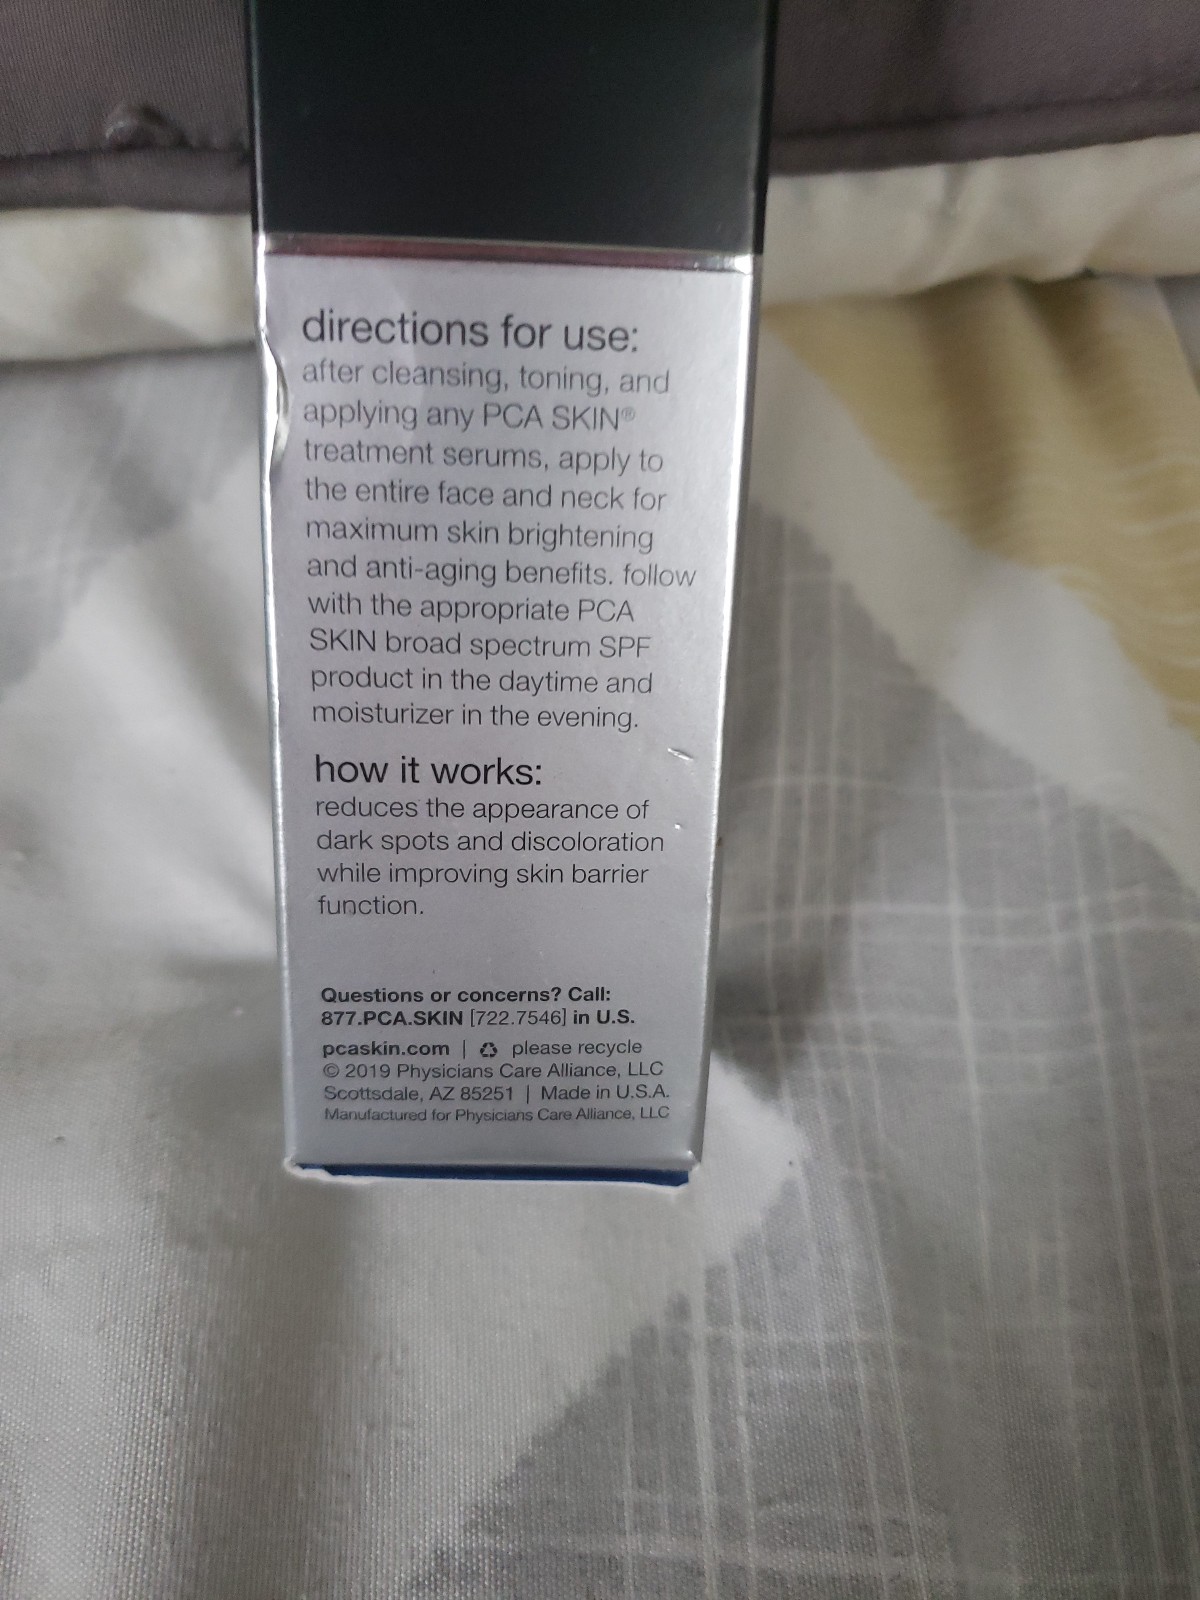 directions for use:
after cleansing, toning, and
applying any PCA SKIN®
treatment serums, apply to
the entire face and neck for
maximum skin brightening
and anti-aging benefits. follow
with the appropriate PCA
SKIN broad spectrum SPF
product in the daytime and
moisturizer in the evening.
how it works:
reduces the appearance of
dark spots and discoloration
while improving skin barrier
function.
Questions or concerns? Call:
877.PCA.SKIN [722.7546] in U.S.
pcaskin.com | ♲ please recycle
© 2019 Physicians Care Alliance, LLC
Scottsdale, AZ 85251 | Made in U.S.A.
Manufactured for Physicians Care Alliance, LLC